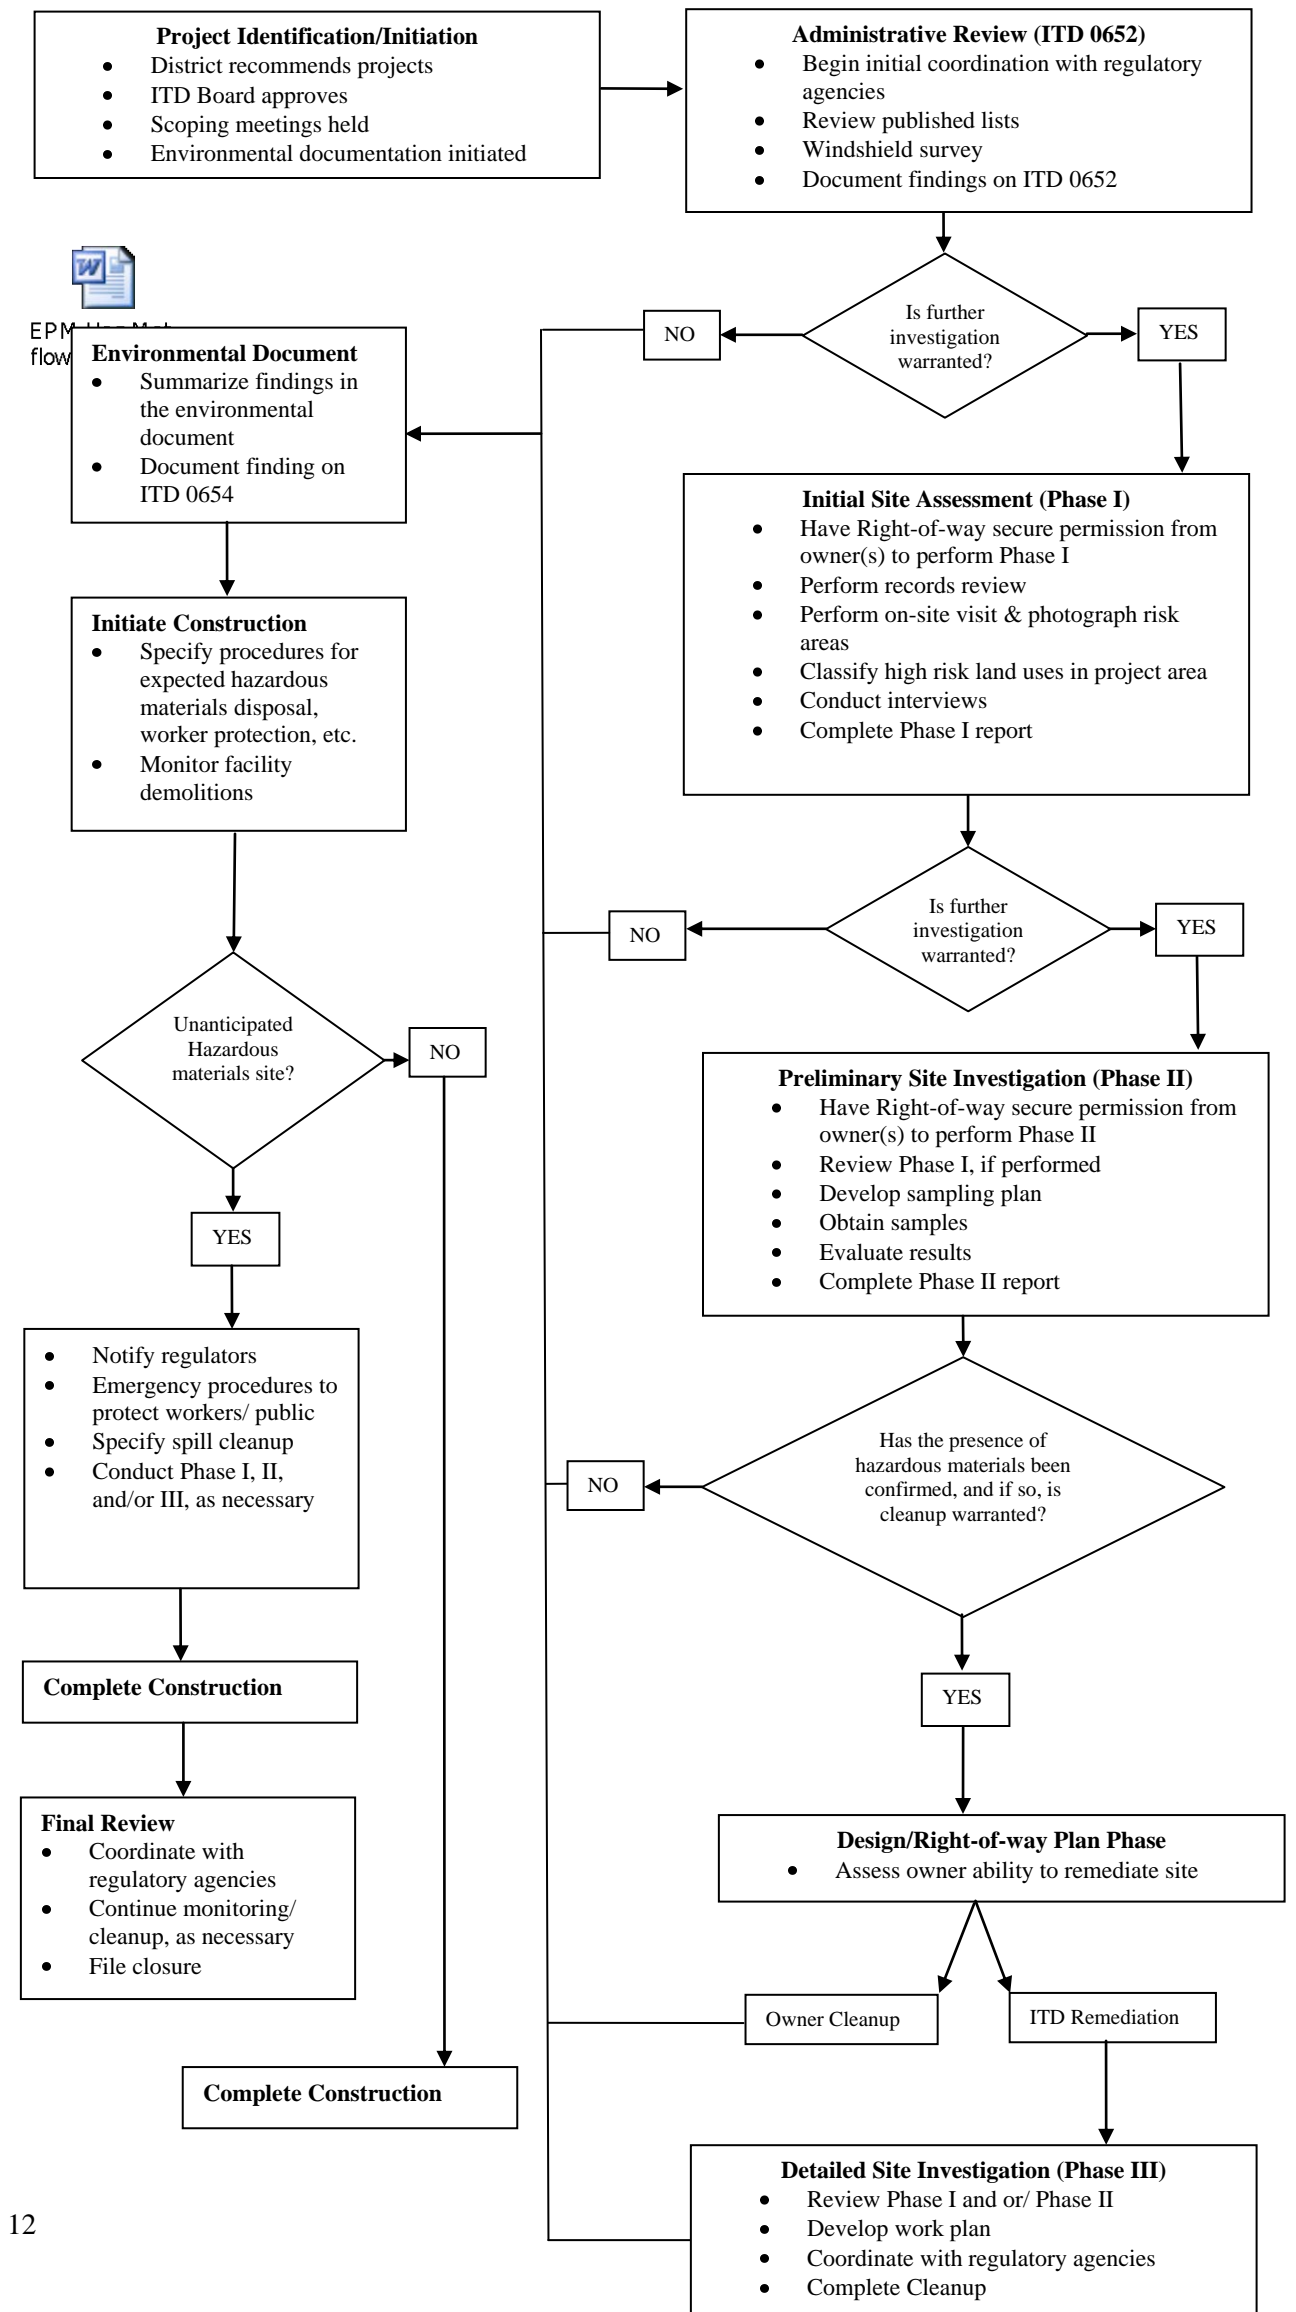 Project Identification/Initiation
• District recommends projects
• ITD Board approves
• Scoping meetings held
• Environmental documentation initiated
Administrative Review (ITD 0652)
• Begin initial coordination with regulatory
agencies
• Review published lists
• Windshield survey
• Document findings on ITD 0652
Is further
investigation
warranted?
NO
YES
EPM
flow
Environmental Document
• Summarize findings in
the environmental
document
• Document finding on
ITD 0654
Initial Site Assessment (Phase I)
• Have Right-of-way secure permission from
owner(s) to perform Phase I
• Perform records review
• Perform on-site visit & photograph risk
areas
• Classify high risk land uses in project area
• Conduct interviews
• Complete Phase I report
Initiate Construction
• Specify procedures for
expected hazardous
materials disposal,
worker protection, etc.
• Monitor facility
demolitions
Is further
investigation
warranted?
NO
YES
Unanticipated
Hazardous
materials site?
NO
YES
Preliminary Site Investigation (Phase II)
• Have Right-of-way secure permission from
owner(s) to perform Phase II
• Review Phase I, if performed
• Develop sampling plan
• Obtain samples
• Evaluate results
• Complete Phase II report
• Notify regulators
• Emergency procedures to
protect workers/ public
• Specify spill cleanup
• Conduct Phase I, II,
and/or III, as necessary
Has the presence of
hazardous materials been
confirmed, and if so, is
cleanup warranted?
NO
YES
Complete Construction
Final Review
• Coordinate with
regulatory agencies
• Continue monitoring/
cleanup, as necessary
• File closure
Design/Right-of-way Plan Phase
• Assess owner ability to remediate site
Owner Cleanup
ITD Remediation
Complete Construction
Detailed Site Investigation (Phase III)
• Review Phase I and or/ Phase II
• Develop work plan
• Coordinate with regulatory agencies
• Complete Cleanup
12